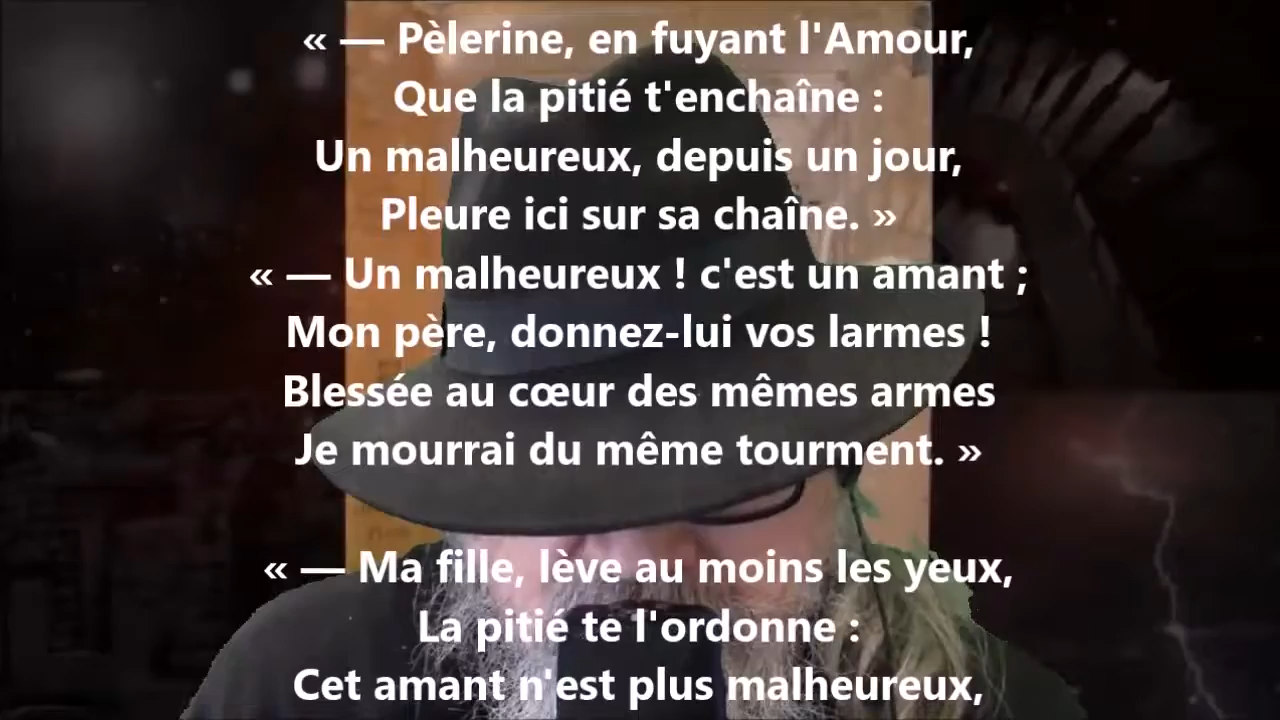 « — Pèlerine, en fuyant l'Amour,
Que la pitié t'enchaîne :
Un malheureux, depuis un jour,
Pleure ici sur sa chaîne. »
« — Un malheureux ! c'est un amant ;
Mon père, donnez-lui vos larmes !
Blessée au cœur des mêmes armes
Je mourrai du même tourment. »
« — Ma fille, lève au moins les yeux,
La pitié te l'ordonne :
Cet amant n'est plus malheureux,